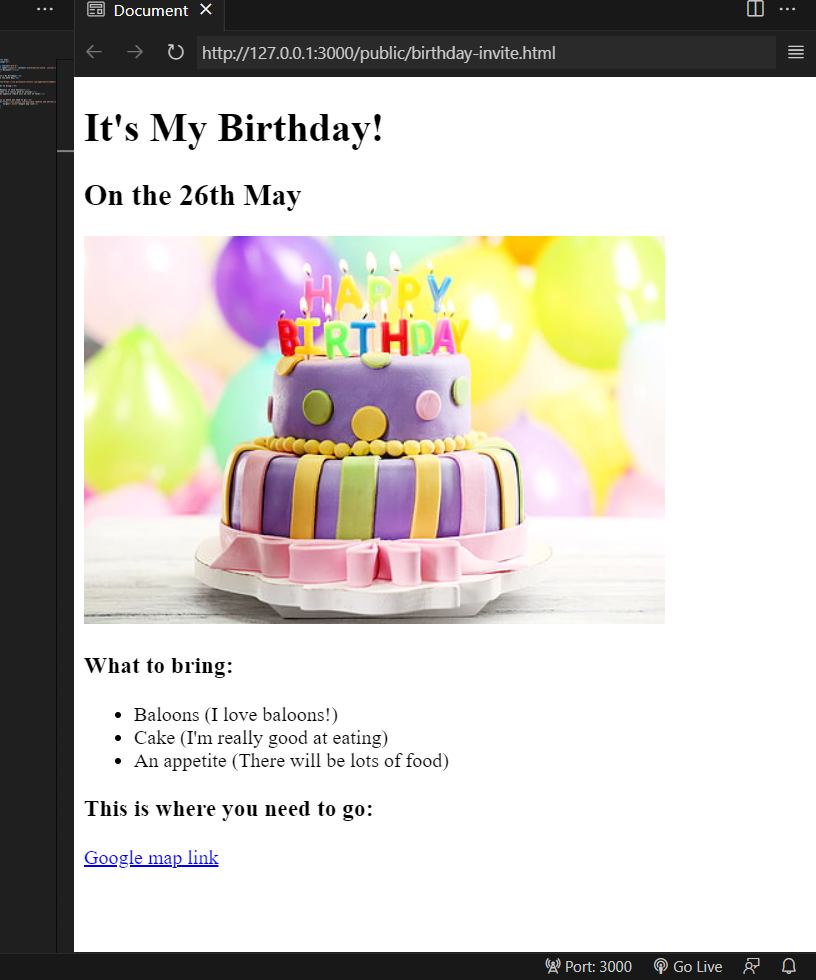 Document
http://127.0.0.1:3000/public/birthday-invite.html
It's My Birthday!
On the 26th May
HAPPY
BIRTHDAY
What to bring:
Baloons (I love baloons!)
Cake (I'm really good at eating)
An appetite (There will be lots of food)
This is where you need to go:
Google map link
Port: 3000 Go Live